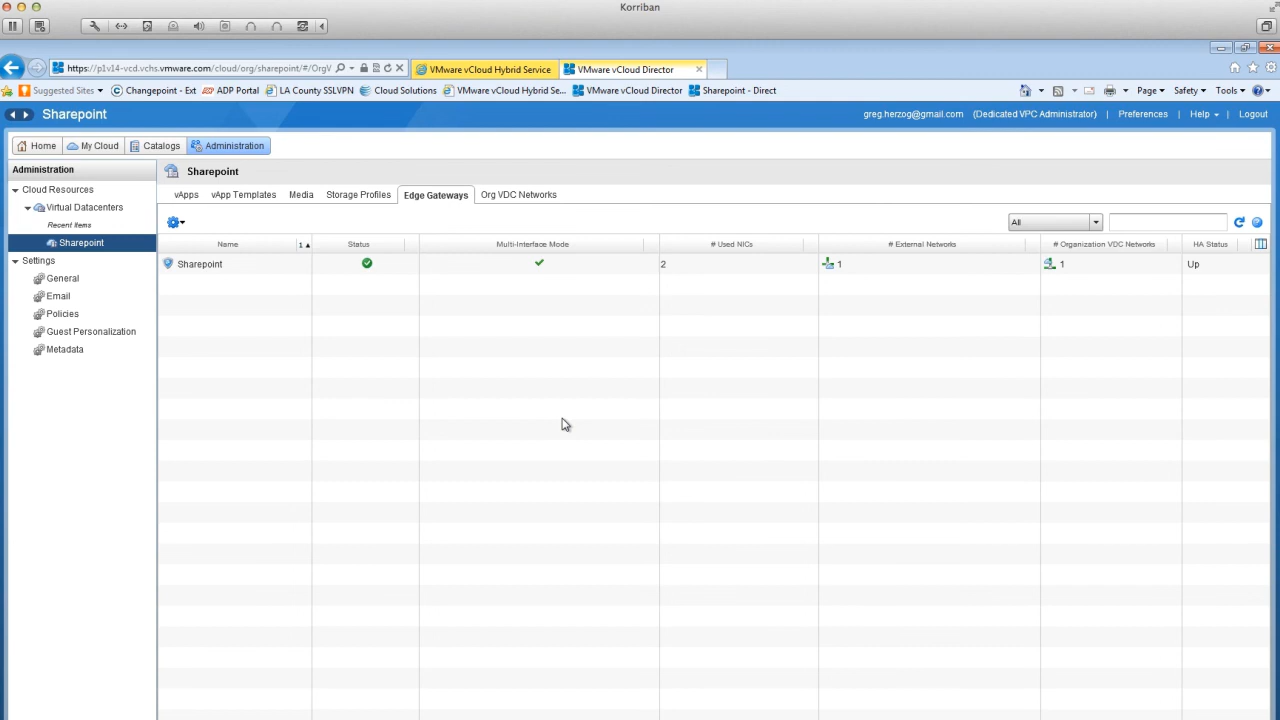 Korriban
https://p1v14-vcd.vchs.vmware.com/cloud/org/sharepoint/#/OrgV
VMware vCloud Hybrid Service
VMware vCloud Director
Suggested Sites
Changepoint - Ext
ADP Portal
LA County SSLVPN
Cloud Solutions
VMware vCloud Hybrid Se...
VMware vCloud Director
Sharepoint - Direct
Page
Safety
Tools
Sharepoint
greg.herzog@gmail.com
(Dedicated VPC Administrator)
Preferences
Help
Logout
Home
My Cloud
Catalogs
Administration
Administration
Cloud Resources
Virtual Datacenters
Recent Items
Sharepoint
Settings
General
Email
Policies
Guest Personalization
Metadata
Sharepoint
vApps
vApp Templates
Media
Storage Profiles
Edge Gateways
Org VDC Networks
All
Name
1 ▲
Status
Multi-Interface Mode
# Used NICs
# External Networks
# Organization VDC Networks
HA Status
Sharepoint
2
1
1
Up